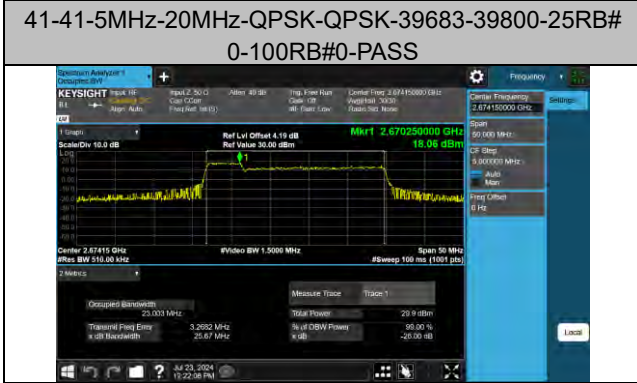 41-41-5MHz-20MHz-QPSK-QPSK-39683-39800-25RB#
0-100RB#0-PASS
Spectrum Analyzer 1
Occupied BW
Frequency
KEYSIGHT Input: RF
Align: Auto
Input Z: 50 Ω
Atten: 40 dB
Trig: Free Run
Center Freq: 2.674150000 GHz
Center Frequency
2.674150000 GHz
Settings
Span
50.000 MHz
CF Step
5.000000 MHz
Auto
Man
Freq Offset
0 Hz
1 Graph
Scale/Div 10.0 dB
Ref Lvl Offset 4.19 dB
Ref Value 30.00 dBm
Mkr1 2.670250000 GHz
18.06 dBm
Log
1
Center 2.67415 GHz
#Res BW 510.00 kHz
#Video BW 1.5000 MHz
Span 50 MHz
#Sweep 100 ms (1001 pts)
2 Metrics
Measure Trace Trace 1
Occupied Bandwidth
23.003 MHz
Total Power 29.9 dBm
Transmit Freq Error 3.2682 MHz
% of OBW Power 99.00 %
x dB Bandwidth 25.67 MHz
x dB -26.00 dB
Local
Jul 23, 2024
12:22:06 PM